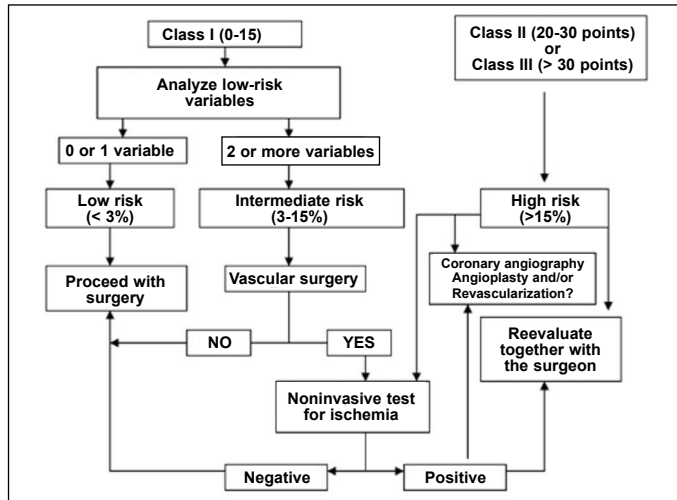 Class I (0-15)
Class II (20-30 points)
or
Class III (> 30 points)
Analyze low-risk
variables
0 or 1 variable
2 or more variables
Low risk
(< 3%)
Intermediate risk
(3-15%)
High risk
(>15%)
Proceed with
surgery
Vascular surgery
Coronary angiography
Angioplasty and/or
Revascularization?
NO
YES
Reevaluate
together with
the surgeon
Noninvasive test
for ischemia
Negative
Positive